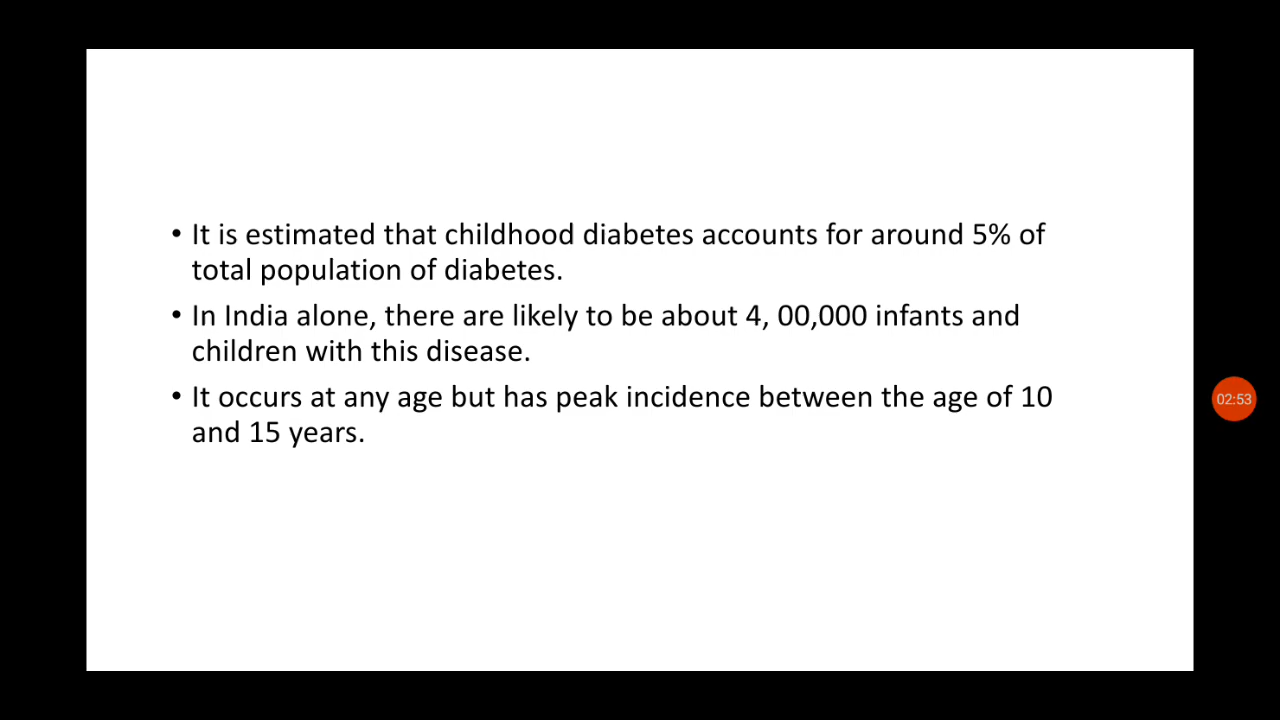 • It is estimated that childhood diabetes accounts for around 5% of
total population of diabetes.
• In India alone, there are likely to be about 4, 00,000 infants and
children with this disease.
• It occurs at any age but has peak incidence between the age of 10
and 15 years.
02:53